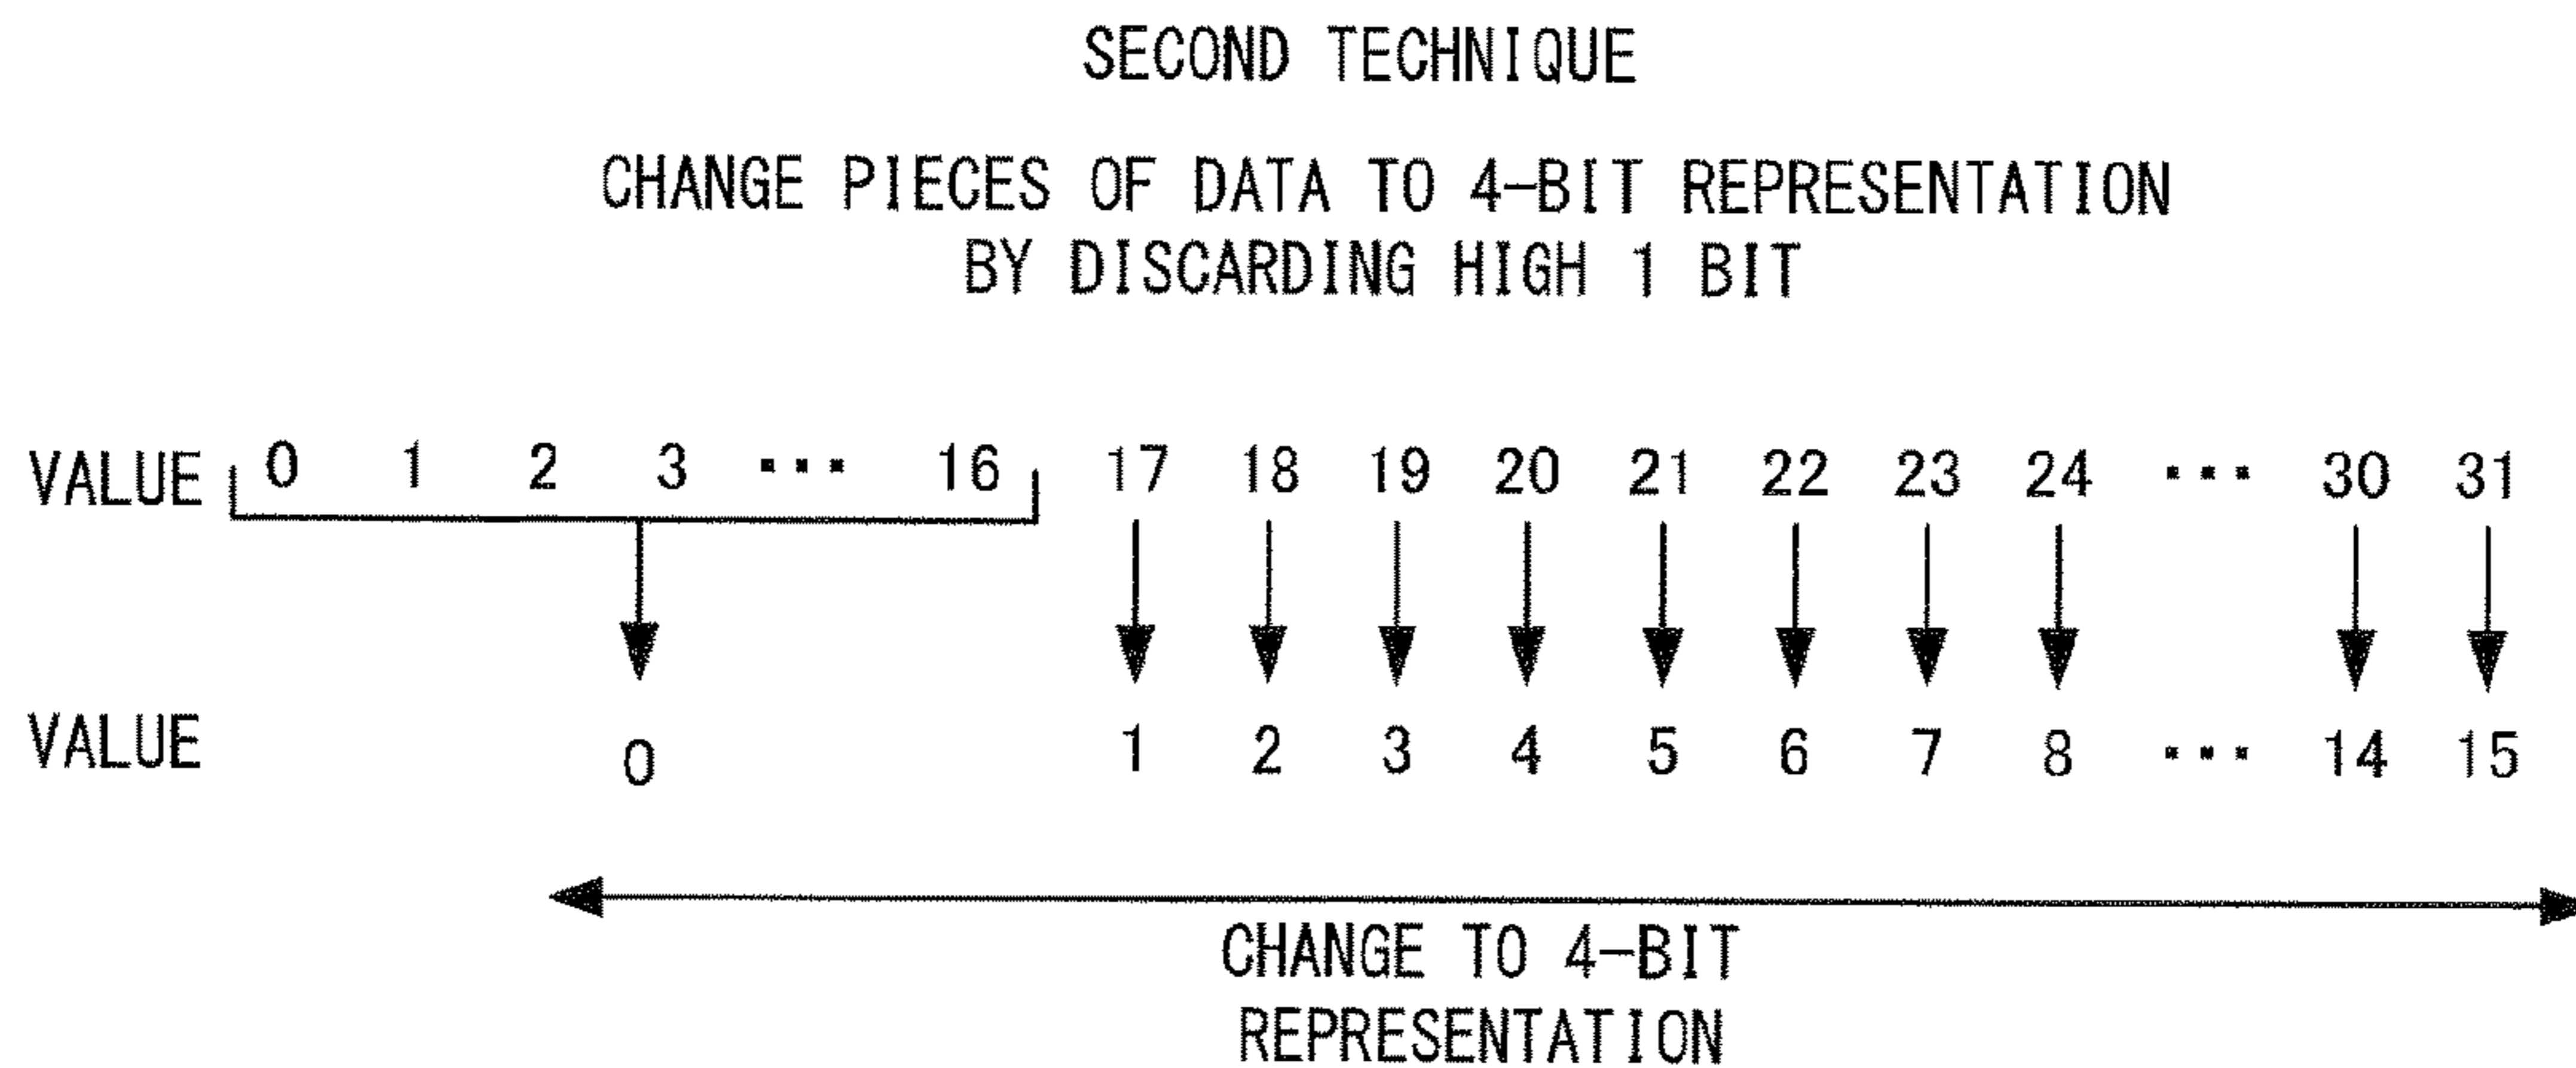 SECOND TECHNIQUE
CHANGE PIECES OF DATA TO 4-BIT REPRESENTATION
BY DISCARDING HIGH 1 BIT
VALUE 0 1 2 3 ... 16 17 18 19 20 21 22 23 24 ... 30 31
VALUE 0 1 2 3 4 5 6 7 8 ... 14 15
CHANGE TO 4-BIT
REPRESENTATION